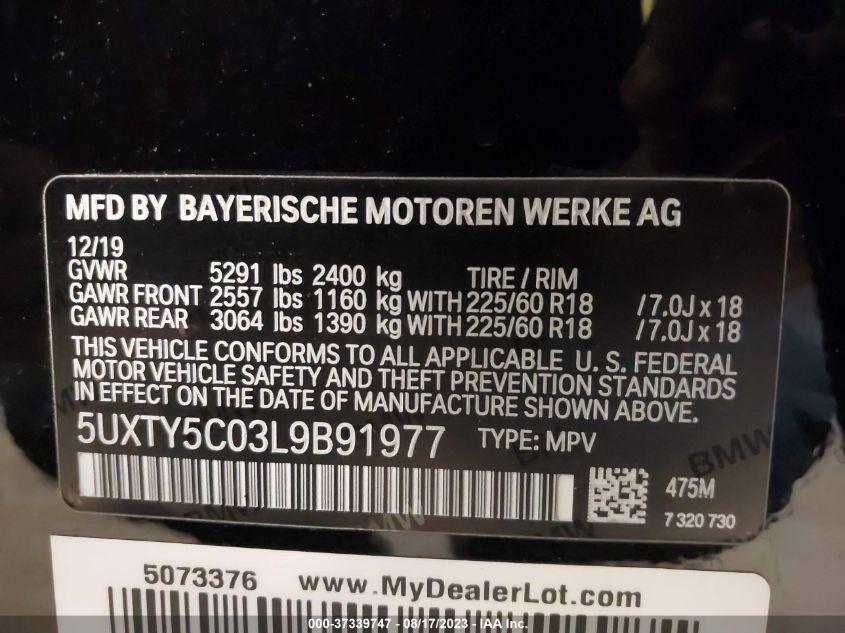 MFD BY BAYERISCHE MOTOREN WERKE AG
12/19
GVWR 5291 lbs 2400 kg TIRE / RIM
GAWR FRONT 2557 lbs 1160 kg WITH 225/60 R18 / 7.0J x 18
GAWR REAR 3064 lbs 1390 kg WITH 225/60 R18 / 7.0J x 18
THIS VEHICLE CONFORMS TO ALL APPLICABLE U. S. FEDERAL
MOTOR VEHICLE SAFETY AND THEFT PREVENTION STANDARDS
IN EFFECT ON THE DATE OF MANUFACTURE SHOWN ABOVE.
5UXTY5C03L9B91977 TYPE: MPV
BMW
475M
BMW
7 320 730
5073376 www.MyDealerLot.com
000-37339747 - 08/17/2023 - IAA Inc.